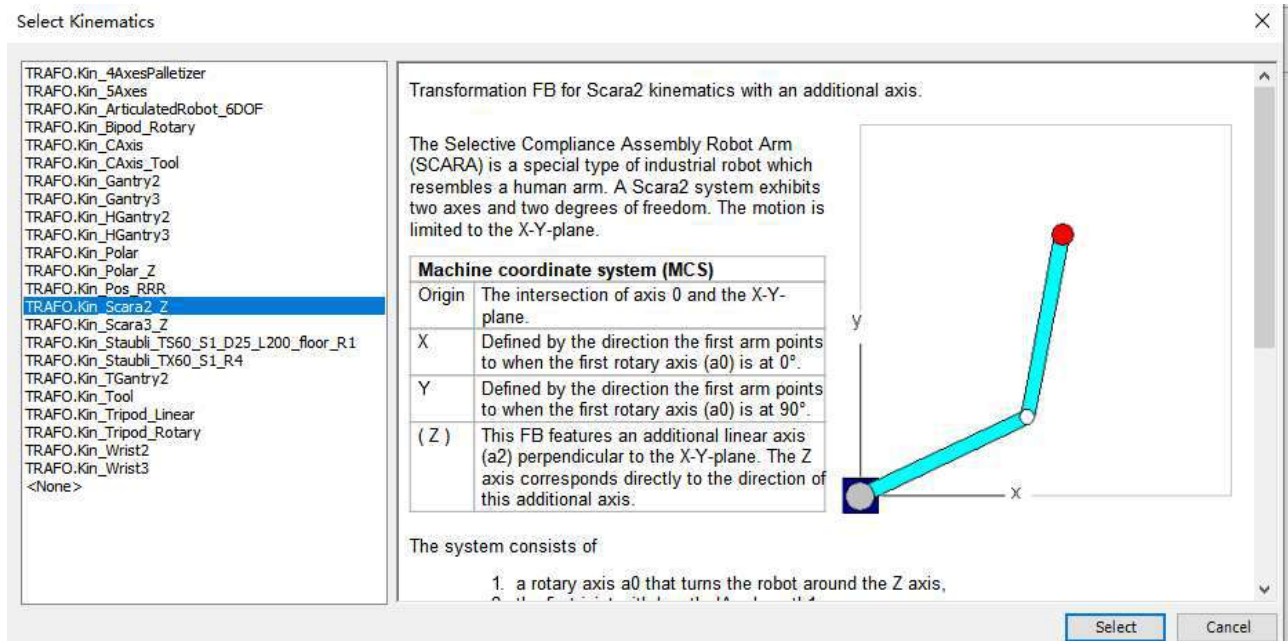 Select Kinematics
TRAFO.Kin_4AxesPalletizer
TRAFO.Kin_5Axes
TRAFO.Kin_ArticulatedRobot_6DOF
TRAFO.Kin_Bipod_Rotary
TRAFO.Kin_CAxis
TRAFO.Kin_CAxis_Tool
TRAFO.Kin_Gantry2
TRAFO.Kin_Gantry3
TRAFO.Kin_HGantry2
TRAFO.Kin_HGantry3
TRAFO.Kin_Polar
TRAFO.Kin_Polar_Z
TRAFO.Kin_Pos_RRR
TRAFO.Kin_Scara2_Z
TRAFO.Kin_Scara3_Z
TRAFO.Kin_Staubli_TS60_S1_D25_L200_floor_R1
TRAFO.Kin_Staubli_TX60_S1_R4
TRAFO.Kin_TGantry2
TRAFO.Kin_Tool
TRAFO.Kin_Tripod_Linear
TRAFO.Kin_Tripod_Rotary
TRAFO.Kin_Wrist2
TRAFO.Kin_Wrist3
<None>
Transformation FB for Scara2 kinematics with an additional axis.
The Selective Compliance Assembly Robot Arm
(SCARA) is a special type of industrial robot which
resembles a human arm. A Scara2 system exhibits
two axes and two degrees of freedom. The motion is
limited to the X-Y-plane.
Machine coordinate system (MCS)
Origin The intersection of axis 0 and the X-Y-
plane.
X Defined by the direction the first arm points
to when the first rotary axis (a0) is at 0°.
Y Defined by the direction the first arm points
to when the first rotary axis (a0) is at 90°.
( Z ) This FB features an additional linear axis
(a2) perpendicular to the X-Y-plane. The Z
axis corresponds directly to the direction of
this additional axis.
y
x
The system consists of
1. a rotary axis a0 that turns the robot around the Z axis,
Select Cancel